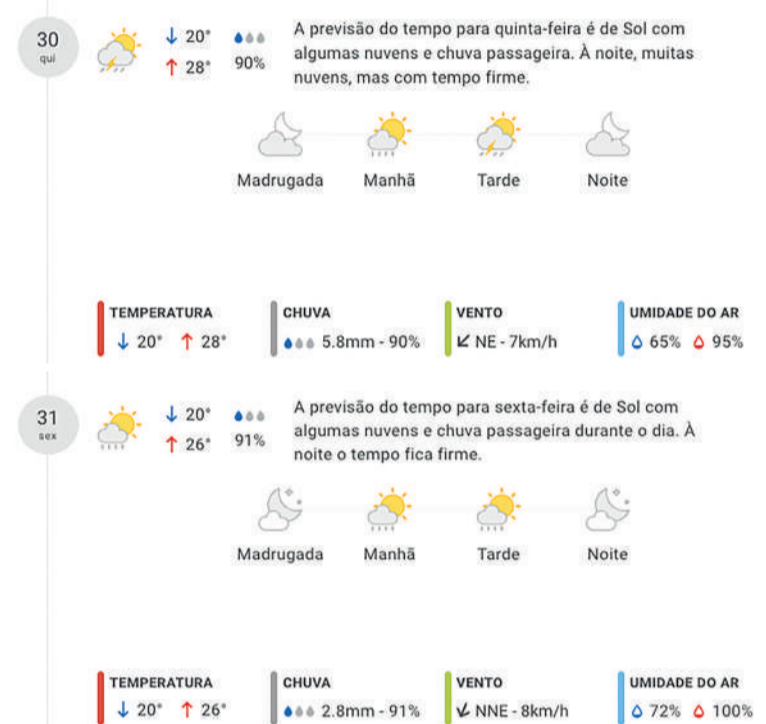 30
qui
20°
28°
90%
A previsão do tempo para quinta-feira é de Sol com
algumas nuvens e chuva passageira. À noite, muitas
nuvens, mas com tempo firme.
Madrugada Manhã Tarde Noite
TEMPERATURA
20° 28°
CHUVA
5.8mm - 90%
VENTO
NE - 7km/h
UMIDADE DO AR
65% 95%
31
sex
20°
26°
91%
A previsão do tempo para sexta-feira é de Sol com
algumas nuvens e chuva passageira durante o dia. À
noite o tempo fica firme.
Madrugada Manhã Tarde Noite
TEMPERATURA
20° 26°
CHUVA
2.8mm - 91%
VENTO
NNE - 8km/h
UMIDADE DO AR
72% 100%